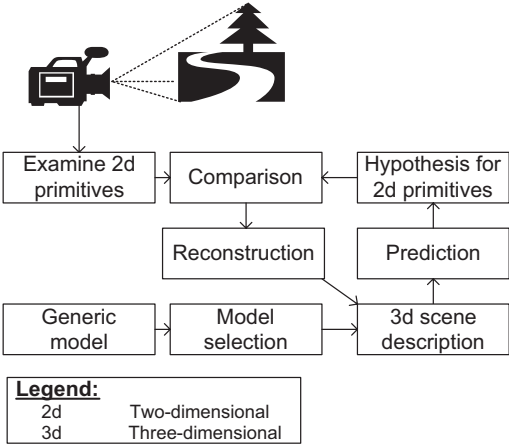 Examine 2d
primitives
Comparison
Hypothesis for
2d primitives
Reconstruction
Prediction
Generic
model
Model
selection
3d scene
description
Legend:
2d Two-dimensional
3d Three-dimensional